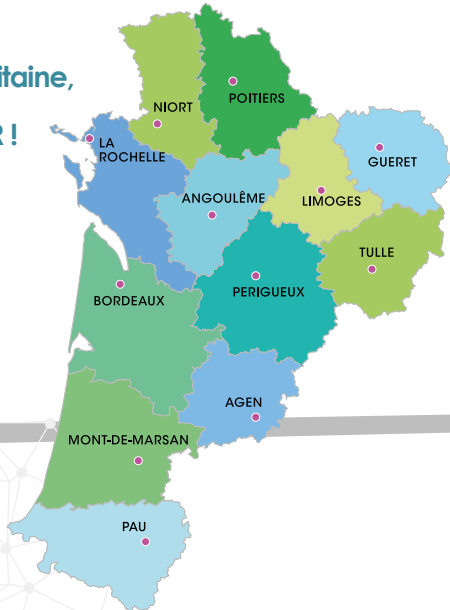 itaine,
R !
NIORT
POITIERS
LA
ROCHELLE
GUERET
ANGOULÊME
LIMOGES
TULLE
BORDEAUX
PERIGUEUX
AGEN
MONT-DE-MARSAN
PAU